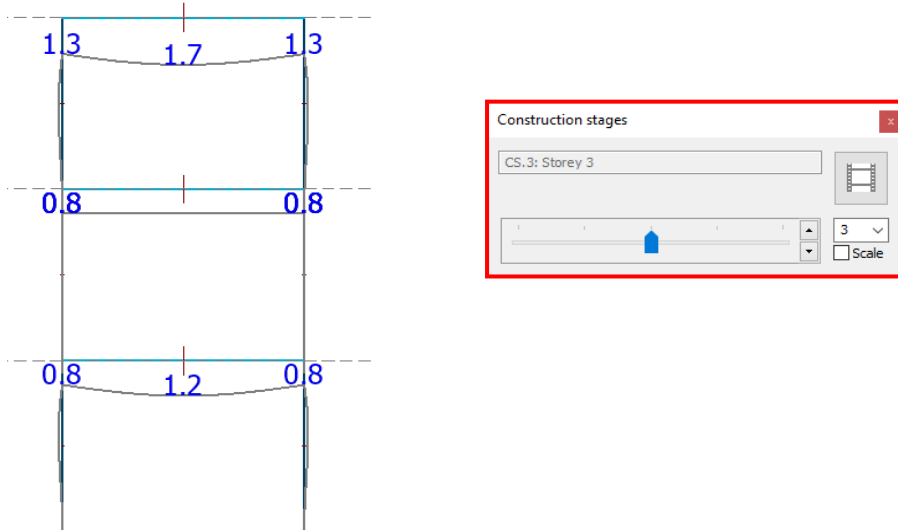 1.3 1.7 1.3
0.8 0.8
0.8 1.2 0.8
Construction stages
x
CS.3: Storey 3
3
Scale